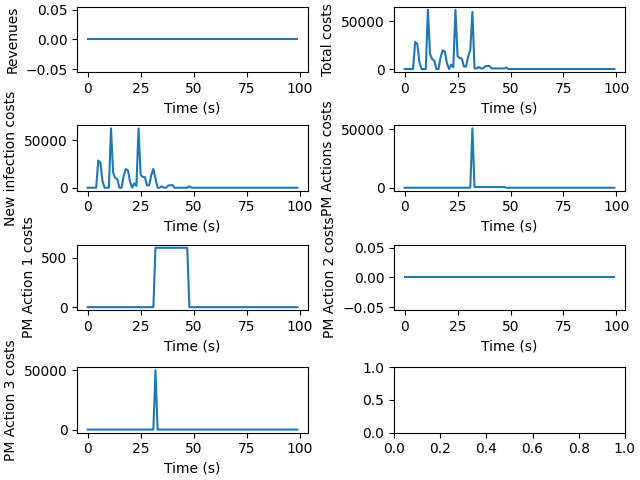 Revenues
0.05
0.00
−0.05
0 25 50 75 100
Time (s)
Total costs
50000
0
0 25 50 75 100
Time (s)
New infection costs
50000
0
0 25 50 75 100
Time (s)
PM Actions costs
50000
0
0 25 50 75 100
Time (s)
PM Action 1 costs
500
0
0 25 50 75 100
Time (s)
PM Action 2 costs
0.05
0.00
−0.05
0 25 50 75 100
Time (s)
PM Action 3 costs
50000
0
0 25 50 75 100
Time (s)
1.0
0.5
0.0
0.0 0.2 0.4 0.6 0.8 1.0